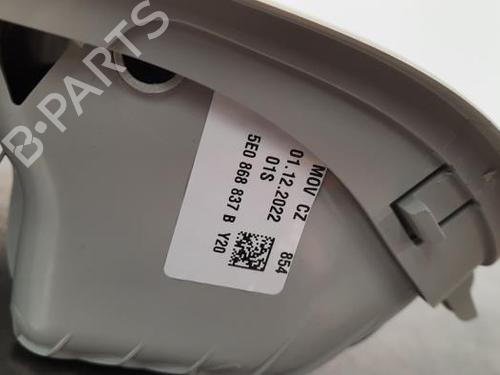 B-PARTS
MOV CZ 854
01.12.2022
01S
5E0 868 837 B Y20